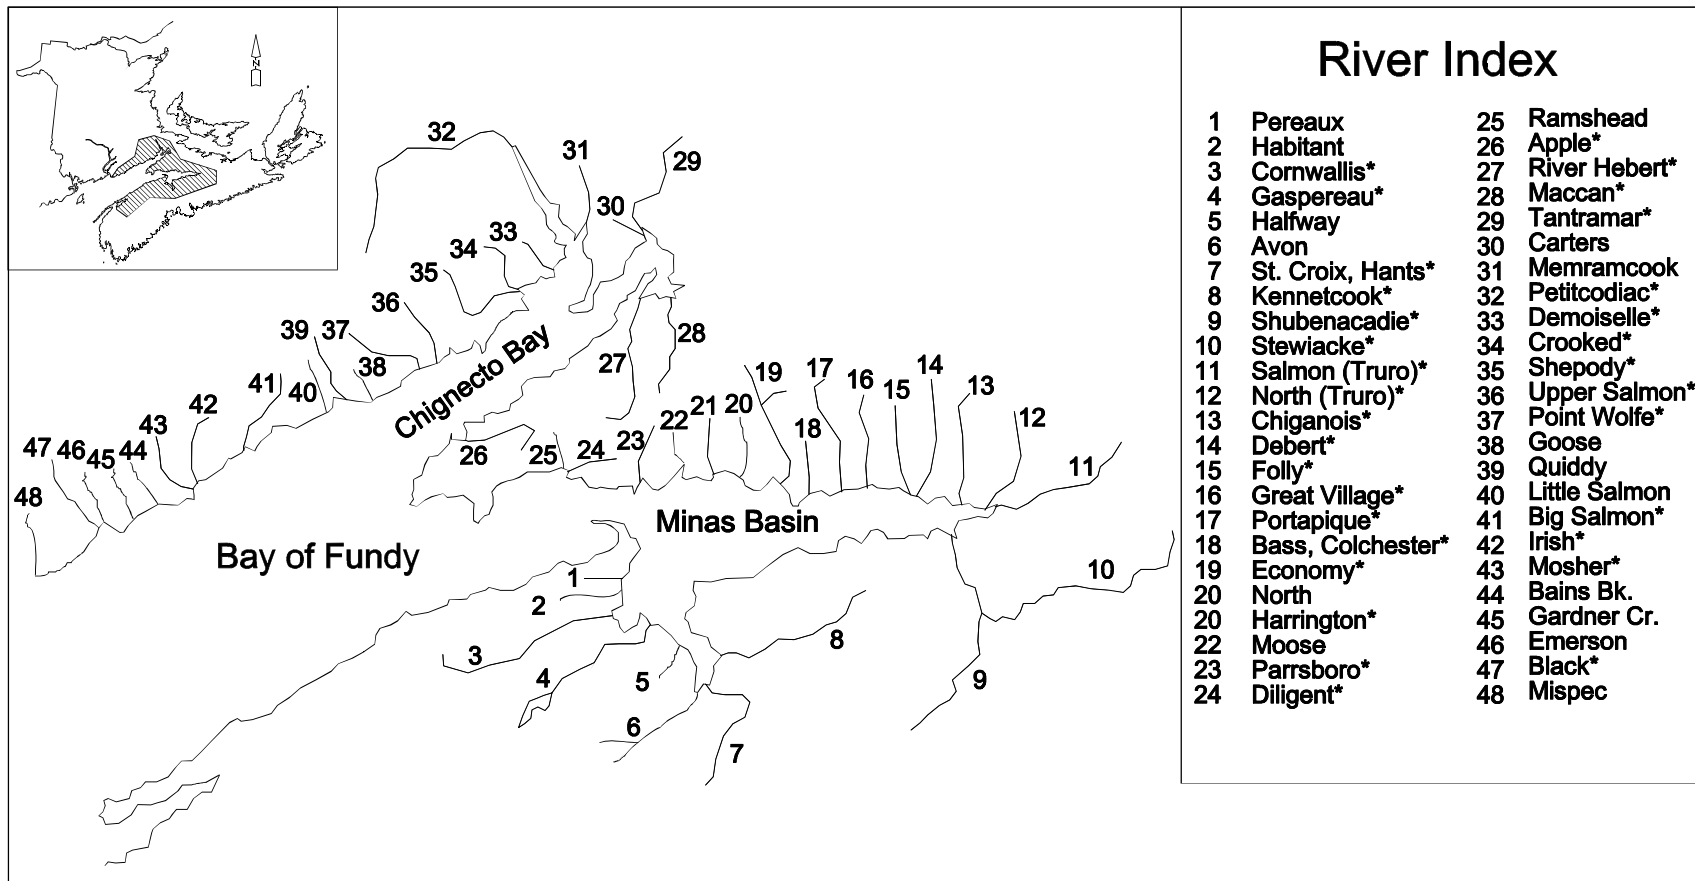 N
River Index
1 Pereaux
2 Habitant
3 Cornwallis*
4 Gaspereau*
5 Halfway
6 Avon
7 St. Croix, Hants*
8 Kennetcook*
9 Shubenacadie*
10 Stewiacke*
11 Salmon (Truro)*
12 North (Truro)*
13 Chiganois*
14 Debert*
15 Folly*
16 Great Village*
17 Portapique*
18 Bass, Colchester*
19 Economy*
20 North
20 Harrington*
22 Moose
23 Parrsboro*
24 Diligent*
25 Ramshead
26 Apple*
27 River Hebert*
28 Maccan*
29 Tantramar*
30 Carters
31 Memramcook
32 Petitcodiac*
33 Demoiselle*
34 Crooked*
35 Shepody*
36 Upper Salmon*
37 Point Wolfe*
38 Goose
39 Quiddy
40 Little Salmon
41 Big Salmon*
42 Irish*
43 Mosher*
44 Bains Bk.
45 Gardner Cr.
46 Emerson
47 Black*
48 Mispec
32
31
29
30
33
34
35
36
39
37
38
28
27
Chignecto Bay
41
40
42
43
44
45
46
47
48
19
17
16
15
14
13
12
11
18
20
21
22
23
24
25
26
Minas Basin
Bay of Fundy
1
2
3
4
5
6
7
8
9
10